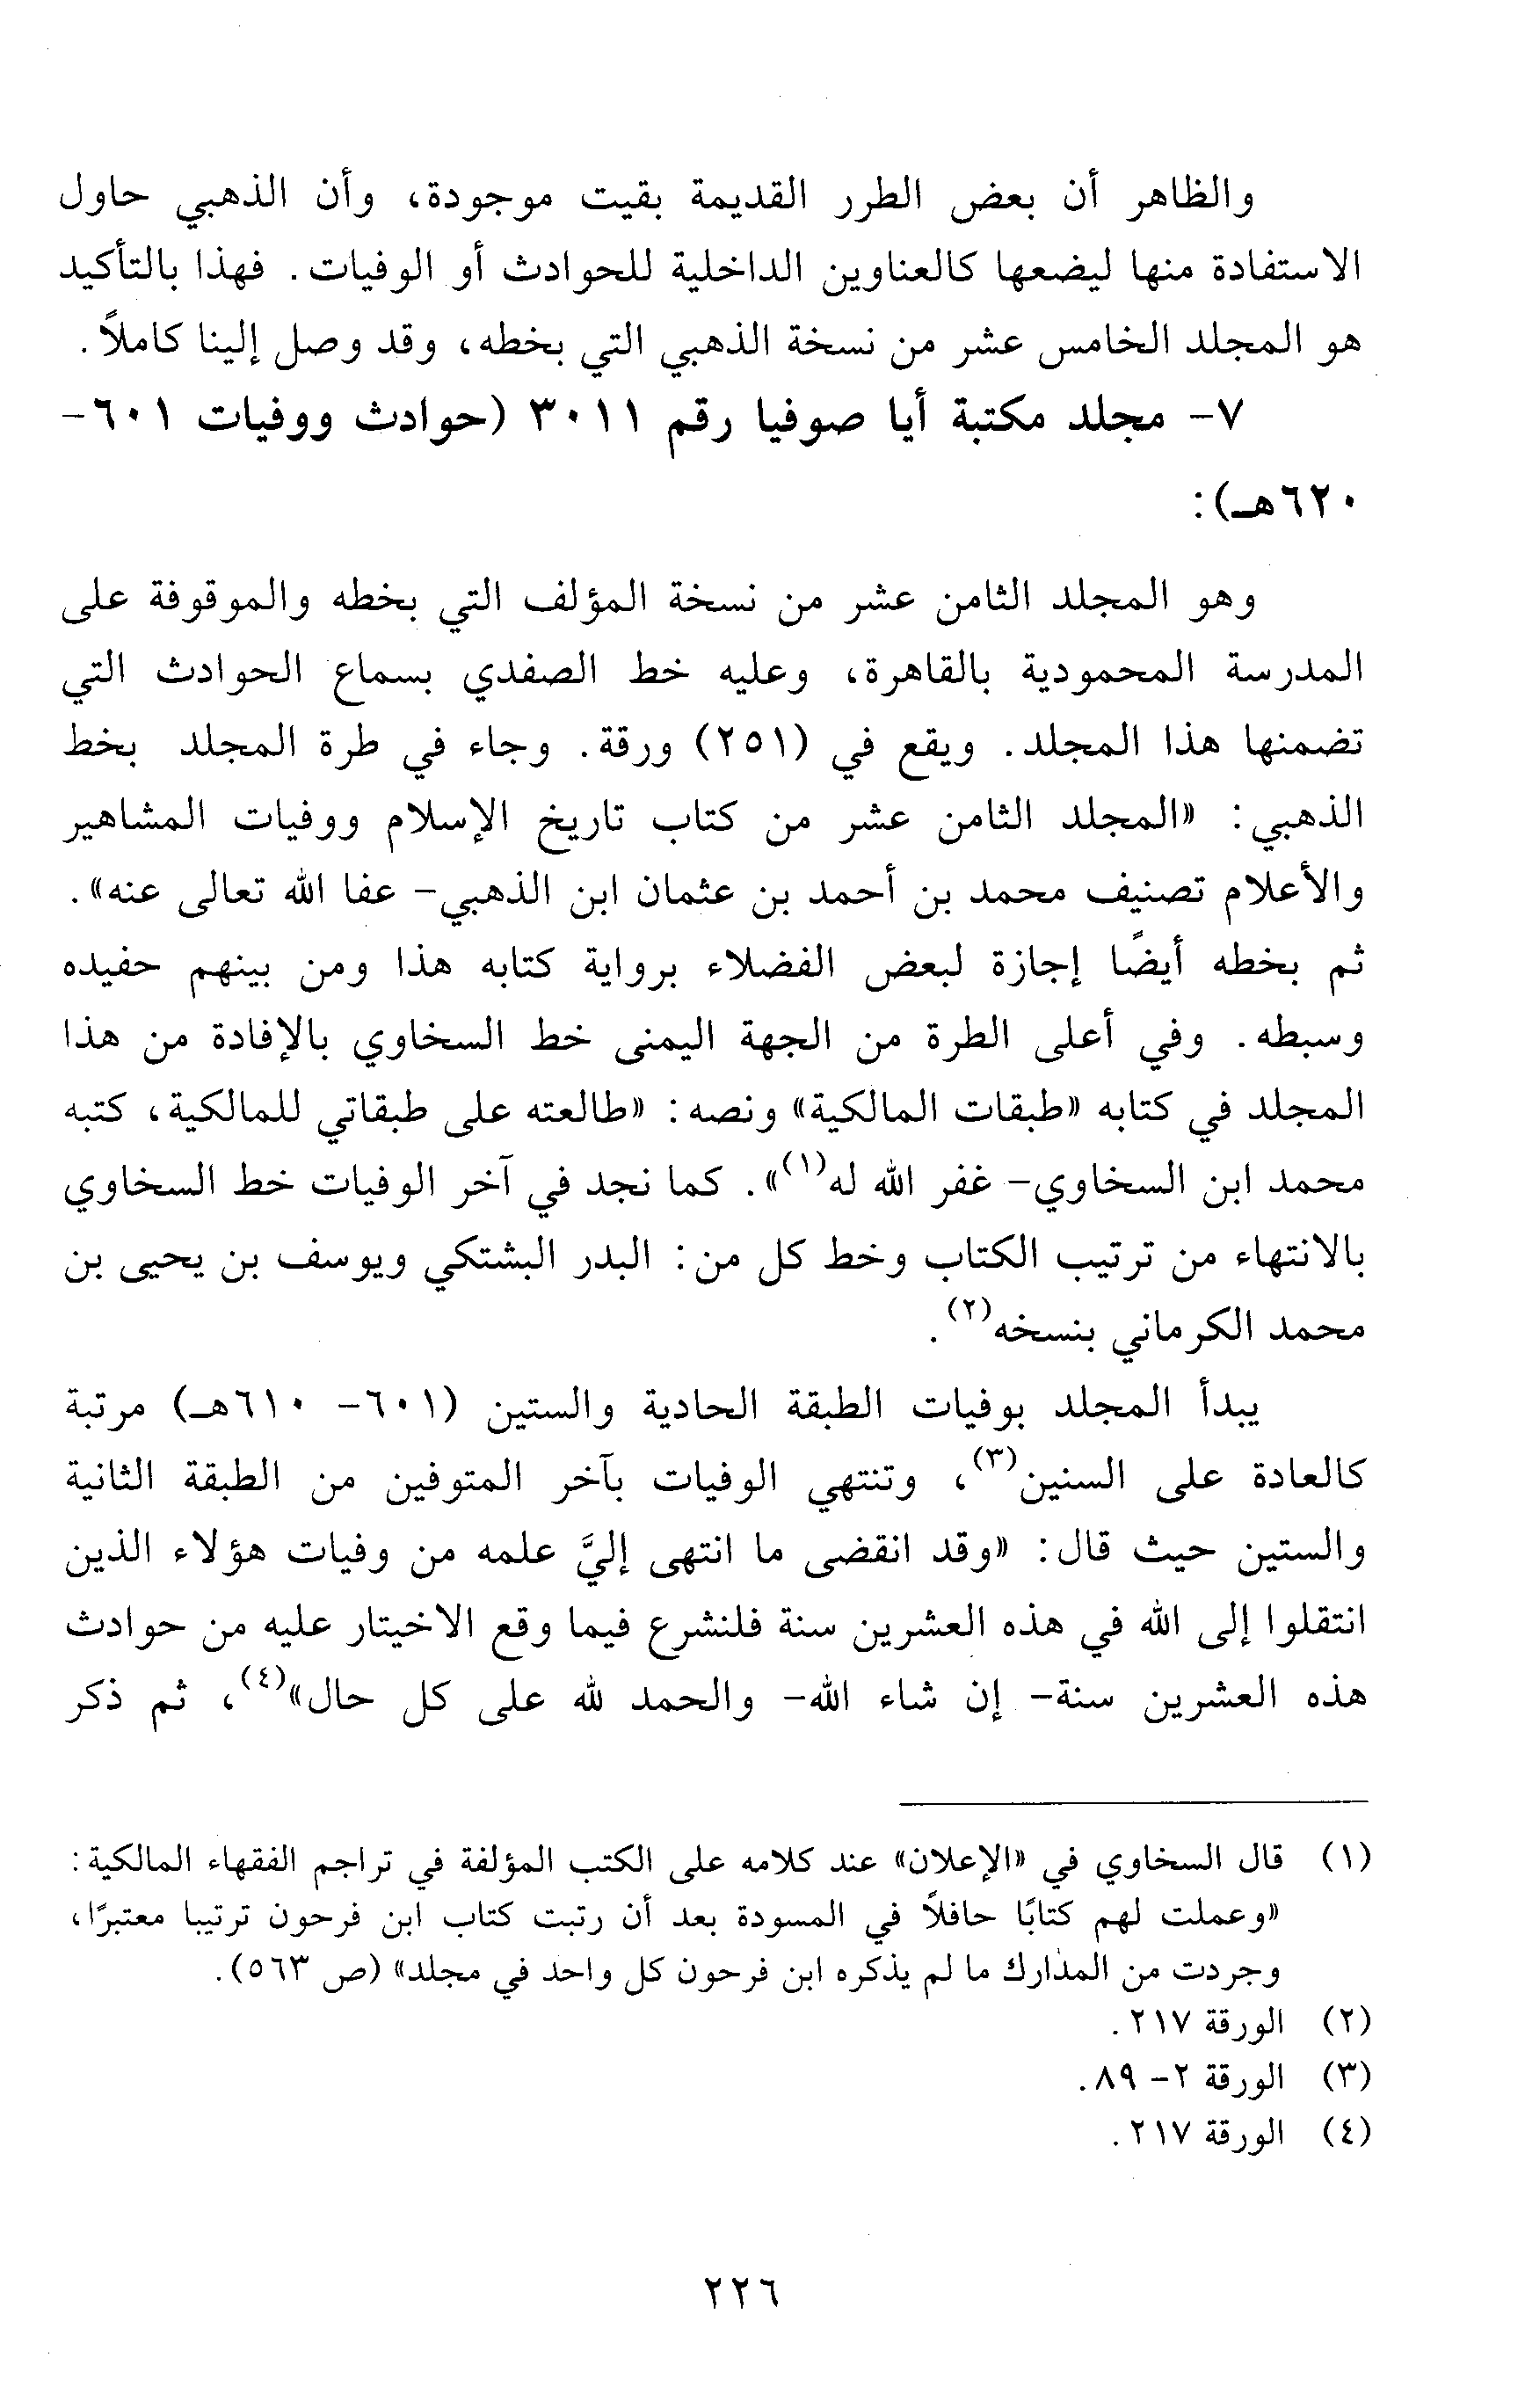 والظاهر أن بعض الطرر القديمة بقيت موجودة، وأن الذهبي حاول
الاستفادة منها ليضعها كالعناوين الداخلية للحوادث أو الوفيات. فهذا بالتأكيد
هو المجلد الخامس عشر من نسخة الذهبي التي بخطه، وقد وصل إلينا كاملاً.
٧- مجلد مكتبة أيا صوفيا رقم ٣٠١١ (حوادث ووفيات ٦٠١-
٦٢٠هـ):
وهو المجلد الثامن عشر من نسخة المؤلف التي بخطه والموقوفة على
المدرسة المحمودية بالقاهرة، وعليه خط الصفدي بسماع الحوادث التي
تضمنها هذا المجلد. ويقع في (٢٥١) ورقة. وجاء في طرة المجلد بخط
الذهبي: «المجلد الثامن عشر من كتاب تاريخ الإسلام ووفيات المشاهير
والأعلام تصنيف محمد بن أحمد بن عثمان ابن الذهبي- عفا الله تعالى عنه».
ثم بخطه أيضًا إجازة لبعض الفضلاء برواية كتابه هذا ومن بينهم حفيده
وسبطه. وفي أعلى الطرة من الجهة اليمنى خط السخاوي بالإفادة من هذا
المجلد في كتابه «طبقات المالكية» ونصه: «طالعته على طبقاتي للمالكية، كتبه
محمد ابن السخاوي- غفر الله له(١)». كما نجد في آخر الوفيات خط السخاوي
بالانتهاء من ترتيب الكتاب وخط كل من: البدر البشتكي ويوسف بن يحيى بن
محمد الكرماني بنسخه(٢).
يبدأ المجلد بوفيات الطبقة الحادية والستين (٦٠١- ٦١٠هـ) مرتبة
كالعادة على السنين(٣)، وتنتهي الوفيات بآخر المتوفين من الطبقة الثانية
والستين حيث قال: «وقد انقضى ما انتهى إليَّ علمه من وفيات هؤلاء الذين
انتقلوا إلى الله في هذه العشرين سنة فلنشرع فيما وقع الاختيار عليه من حوادث
هذه العشرين سنة- إن شاء الله- والحمد لله على كل حال»(٤)، ثم ذكر
(١) قال السخاوي في «الإعلان» عند كلامه على الكتب المؤلفة في تراجم الفقهاء المالكية:
«وعملت لهم كتابًا حافلاً في المسودة بعد أن رتبت كتاب ابن فرحون ترتيبا معتبرًا،
وجردت من المدارك ما لم يذكره ابن فرحون كل واحد في مجلد» (ص ٥٦٣).
(٢) الورقة ٢١٧.
(٣) الورقة ٢- ٨٩.
(٤) الورقة ٢١٧.
٢٢٦